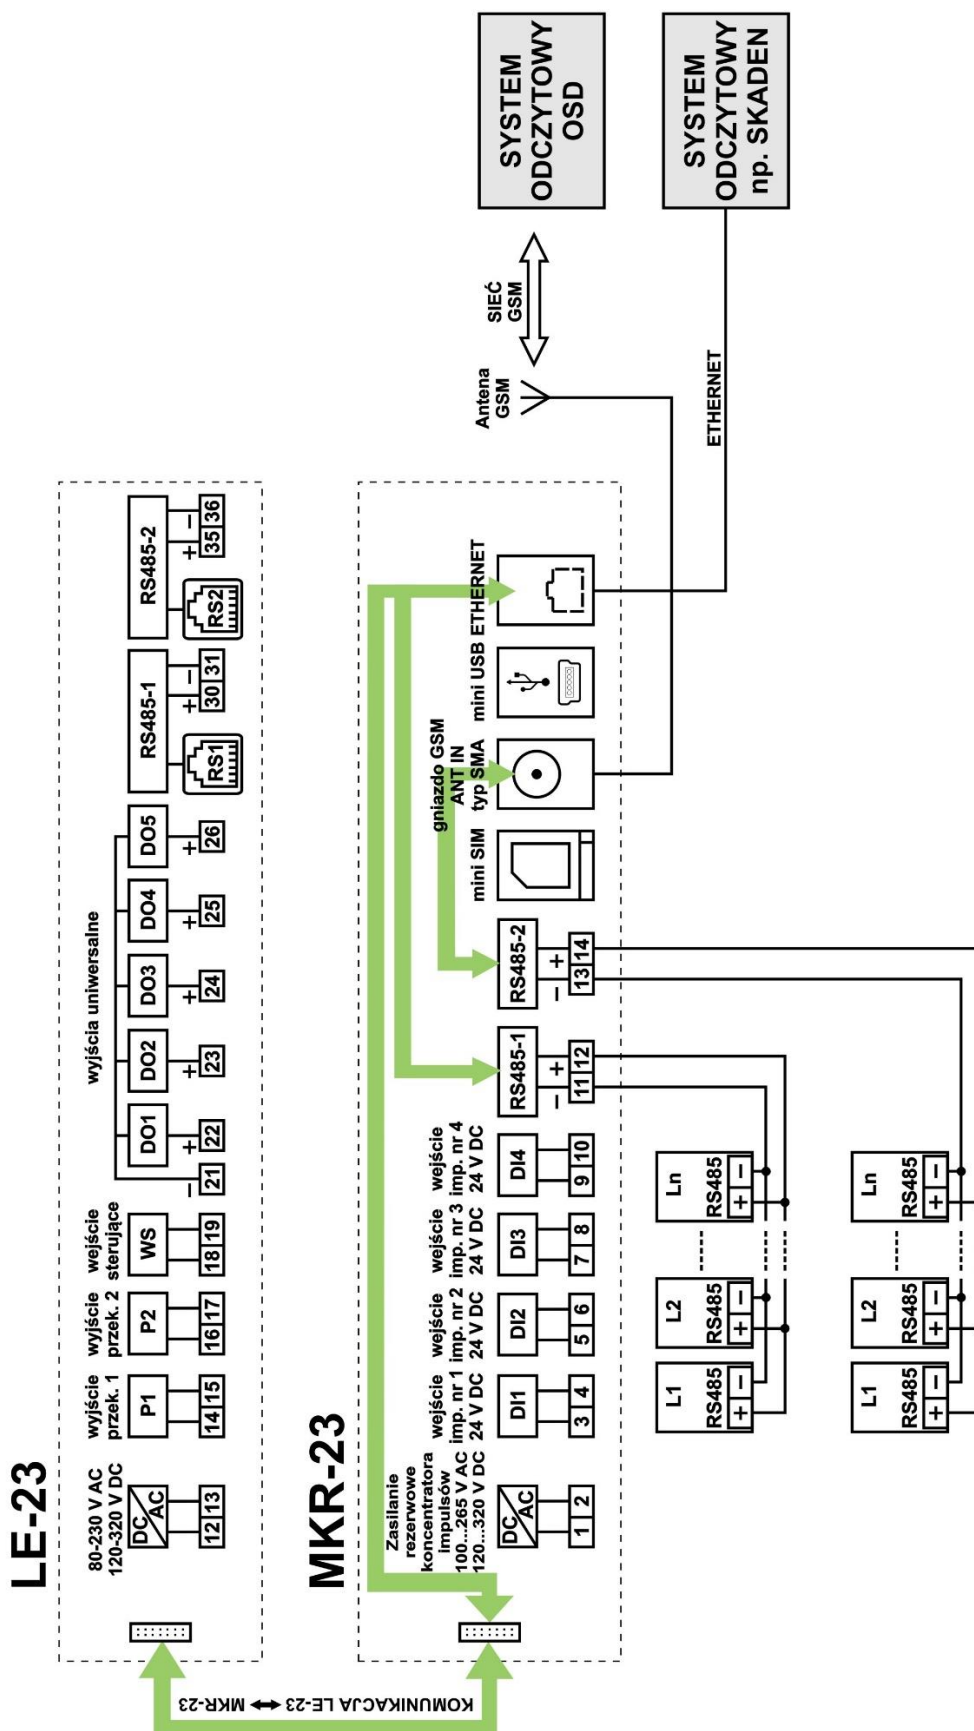 LE-23
80-230 V AC
120-320 V DC
DC/AC
12 13
wyjście
przek. 1
P1
14 15
wyjście
przek. 2
P2
16 17
wejście
sterujące
WS
18 19
wyjścia uniwersalne
− 21
DO1
+
22
DO2
+
23
DO3
+
24
DO4
+
25
DO5
+
26
RS485-1
RS1
+ −
30 31
RS485-2
RS2
+ −
35 36
KOMUNIKACJA LE-23 ↔ MKR-23
MKR-23
Zasilanie
rezerwowe
koncentratora
impulsów
100...265 V AC
120...320 V DC
DC/AC
1 2
wejście
imp. nr 1
24 V DC
DI1
3 4
wejście
imp. nr 2
24 V DC
DI2
5 6
wejście
imp. nr 3
24 V DC
DI3
7 8
wejście
imp. nr 4
24 V DC
DI4
9 10
RS485-1
− +
11 12
RS485-2
− +
13 14
mini SIM
gniazdo GSM
ANT IN
typ SMA
mini USB
ETHERNET
Antena
GSM
SIEĆ
GSM
SYSTEM
ODCZYTOWY
OSD
ETHERNET
SYSTEM
ODCZYTOWY
np. SKADEN
L1
RS485
+ −
L2
RS485
+ −
Ln
RS485
+ −
L1
RS485
+ −
L2
RS485
+ −
Ln
RS485
+ −